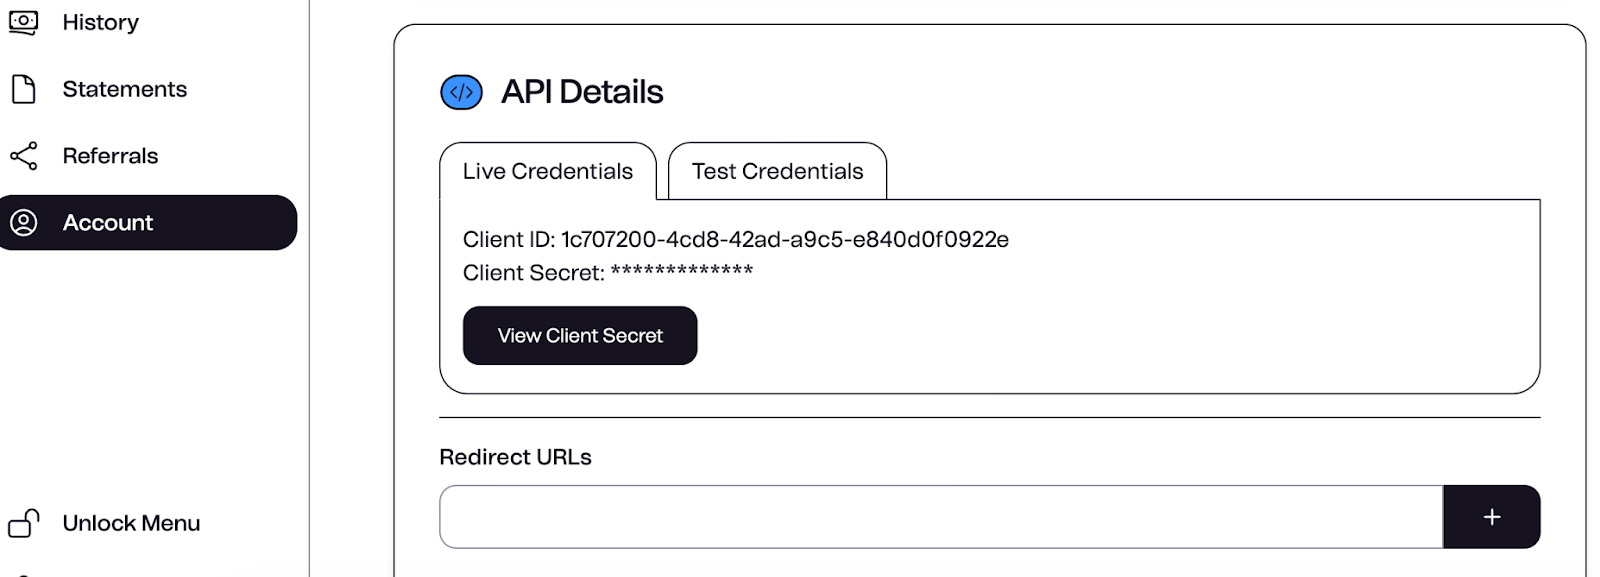 History
Statements
Referrals
Account
Unlock Menu
</> API Details
Live Credentials Test Credentials
Client ID: 1c707200-4cd8-42ad-a9c5-e840d0f0922e
Client Secret: *************
View Client Secret
Redirect URLs
+